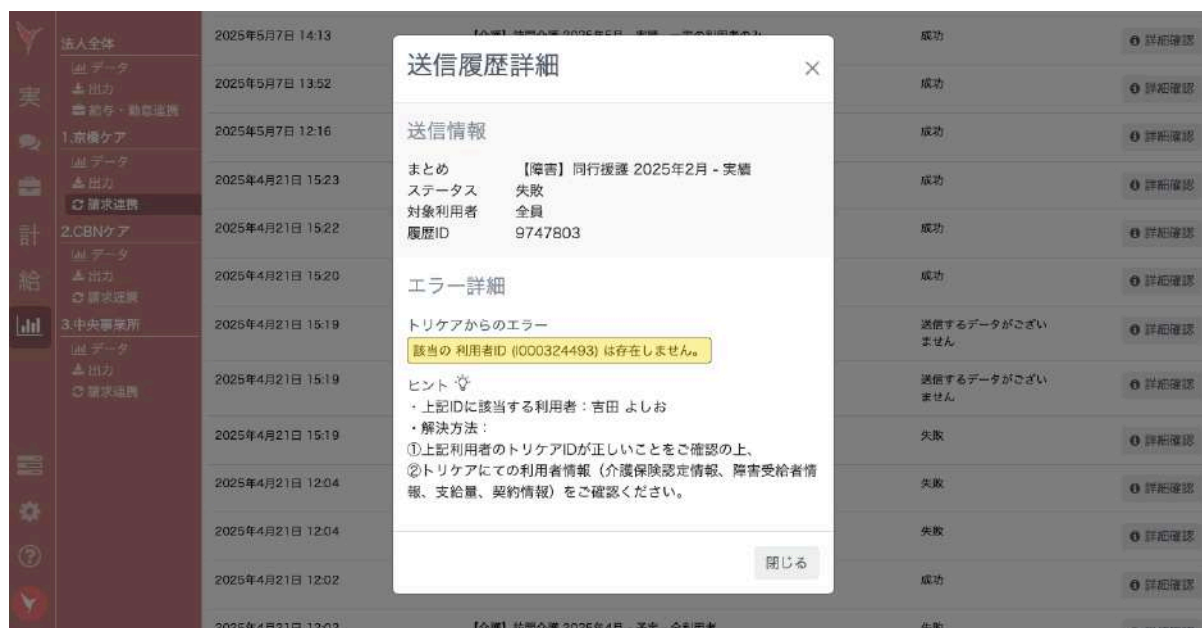 法人全体
データ
出力
給与・勤怠連携
1.京橋ケア
データ
出力
請求連携
2.CBNケア
データ
出力
請求連携
3.中央事業所
データ
出力
請求連携
実
計
給
2025年5月7日 14:13
成功
詳細確認
2025年5月7日 13:52
成功
詳細確認
2025年5月7日 12:16
成功
詳細確認
2025年4月21日 15:23
成功
詳細確認
2025年4月21日 15:22
成功
詳細確認
2025年4月21日 15:20
成功
詳細確認
2025年4月21日 15:19
送信するデータがござい
ません
詳細確認
2025年4月21日 15:19
送信するデータがござい
ません
詳細確認
2025年4月21日 15:19
失敗
詳細確認
2025年4月21日 12:04
失敗
詳細確認
2025年4月21日 12:04
失敗
詳細確認
2025年4月21日 12:02
成功
詳細確認
送信履歴詳細
×
送信情報
まとめ 【障害】同行援護 2025年2月 - 実績
ステータス 失敗
対象利用者 全員
履歴ID 9747803
エラー詳細
トリケアからのエラー
該当の 利用者ID (I000324493) は存在しません。
ヒント
・上記IDに該当する利用者：吉田 よしお
・解決方法：
①上記利用者のトリケアIDが正しいことをご確認の上、
②トリケアにての利用者情報（介護保険認定情報、障害受給者情
報、支給量、契約情報）をご確認ください。
閉じる